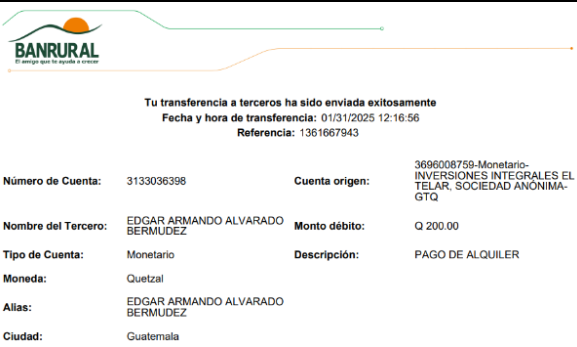 BANRURAL
El amigo que te ayuda a crecer
Tu transferencia a terceros ha sido enviada exitosamente
Fecha y hora de transferencia: 01/31/2025 12:16:56
Referencia: 1361667943
Número de Cuenta: 3133036398
Cuenta origen: 3696008759-Monetario-
INVERSIONES INTEGRALES EL
TELAR, SOCIEDAD ANÓNIMA-
GTQ
Nombre del Tercero: EDGAR ARMANDO ALVARADO
BERMUDEZ
Monto débito: Q 200.00
Tipo de Cuenta: Monetario
Descripción: PAGO DE ALQUILER
Moneda: Quetzal
Alias: EDGAR ARMANDO ALVARADO
BERMUDEZ
Ciudad: Guatemala